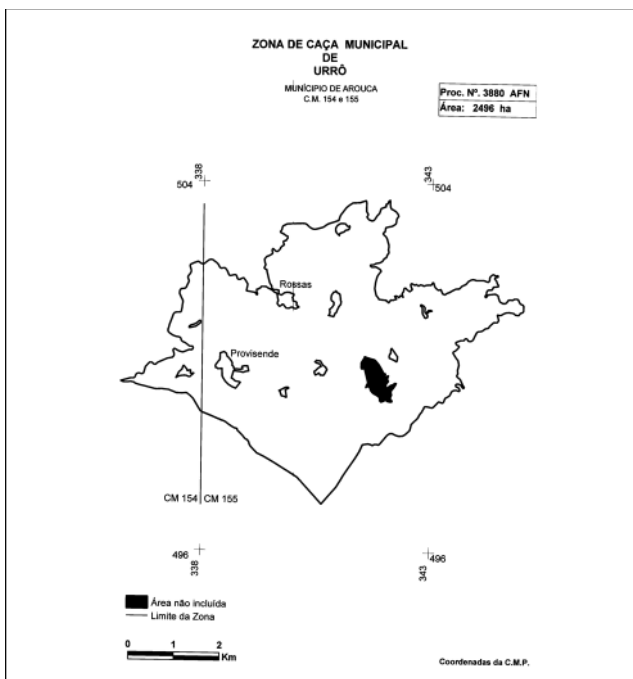 ZONA DE CAÇA MUNICIPAL
DE
URRÔ
MUNICÍPIO DE AROUCA
C.M. 154 e 155
Proc. Nº. 3880 AFN
Área: 2496 ha
338
504
343
504
Rossas
Provisende
CM 154
CM 155
496
338
496
343
Área não incluída
Limite da Zona
0 1 2
Km
Coordenadas da C.M.P.